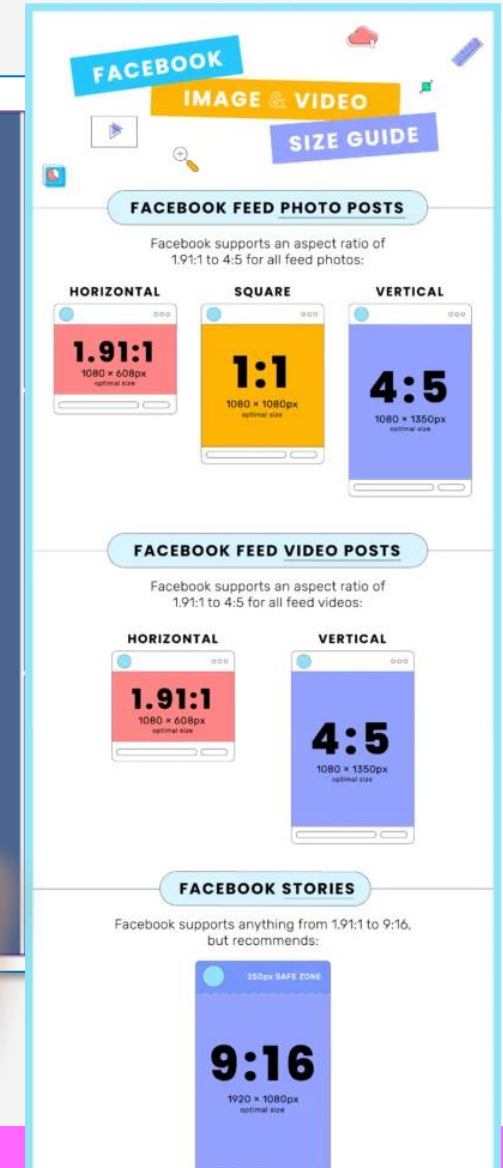 FACEBOOK
IMAGE & VIDEO
SIZE GUIDE
FACEBOOK FEED PHOTO POSTS
Facebook supports an aspect ratio of
1.91:1 to 4:5 for all feed photos:
HORIZONTAL
1.91:1
1080 × 608px
optimal size
SQUARE
1:1
1080 × 1080px
optimal size
VERTICAL
4:5
1080 × 1350px
optimal size
FACEBOOK FEED VIDEO POSTS
Facebook supports an aspect ratio of
1.91:1 to 4:5 for all feed videos:
HORIZONTAL
1.91:1
1080 × 608px
optimal size
VERTICAL
4:5
1080 × 1350px
optimal size
FACEBOOK STORIES
Facebook supports anything from 1.91:1 to 9:16,
but recommends:
250px SAFE ZONE
9:16
1920 × 1080px
optimal size